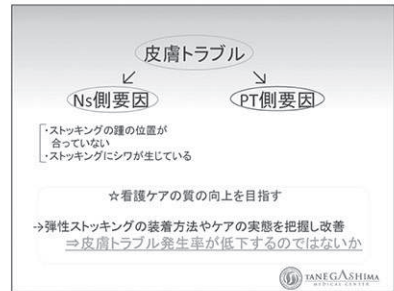 皮膚トラブル
Ns側要因
PT側要因
・ストッキングの踵の位置が
合っていない
・ストッキングにシワが生じている
☆看護ケアの質の向上を目指す
→弾性ストッキングの装着方法やケアの実態を把握し改善
⇒皮膚トラブル発生率が低下するのではないか
TANEGASHIMA
MEDICAL CENTER